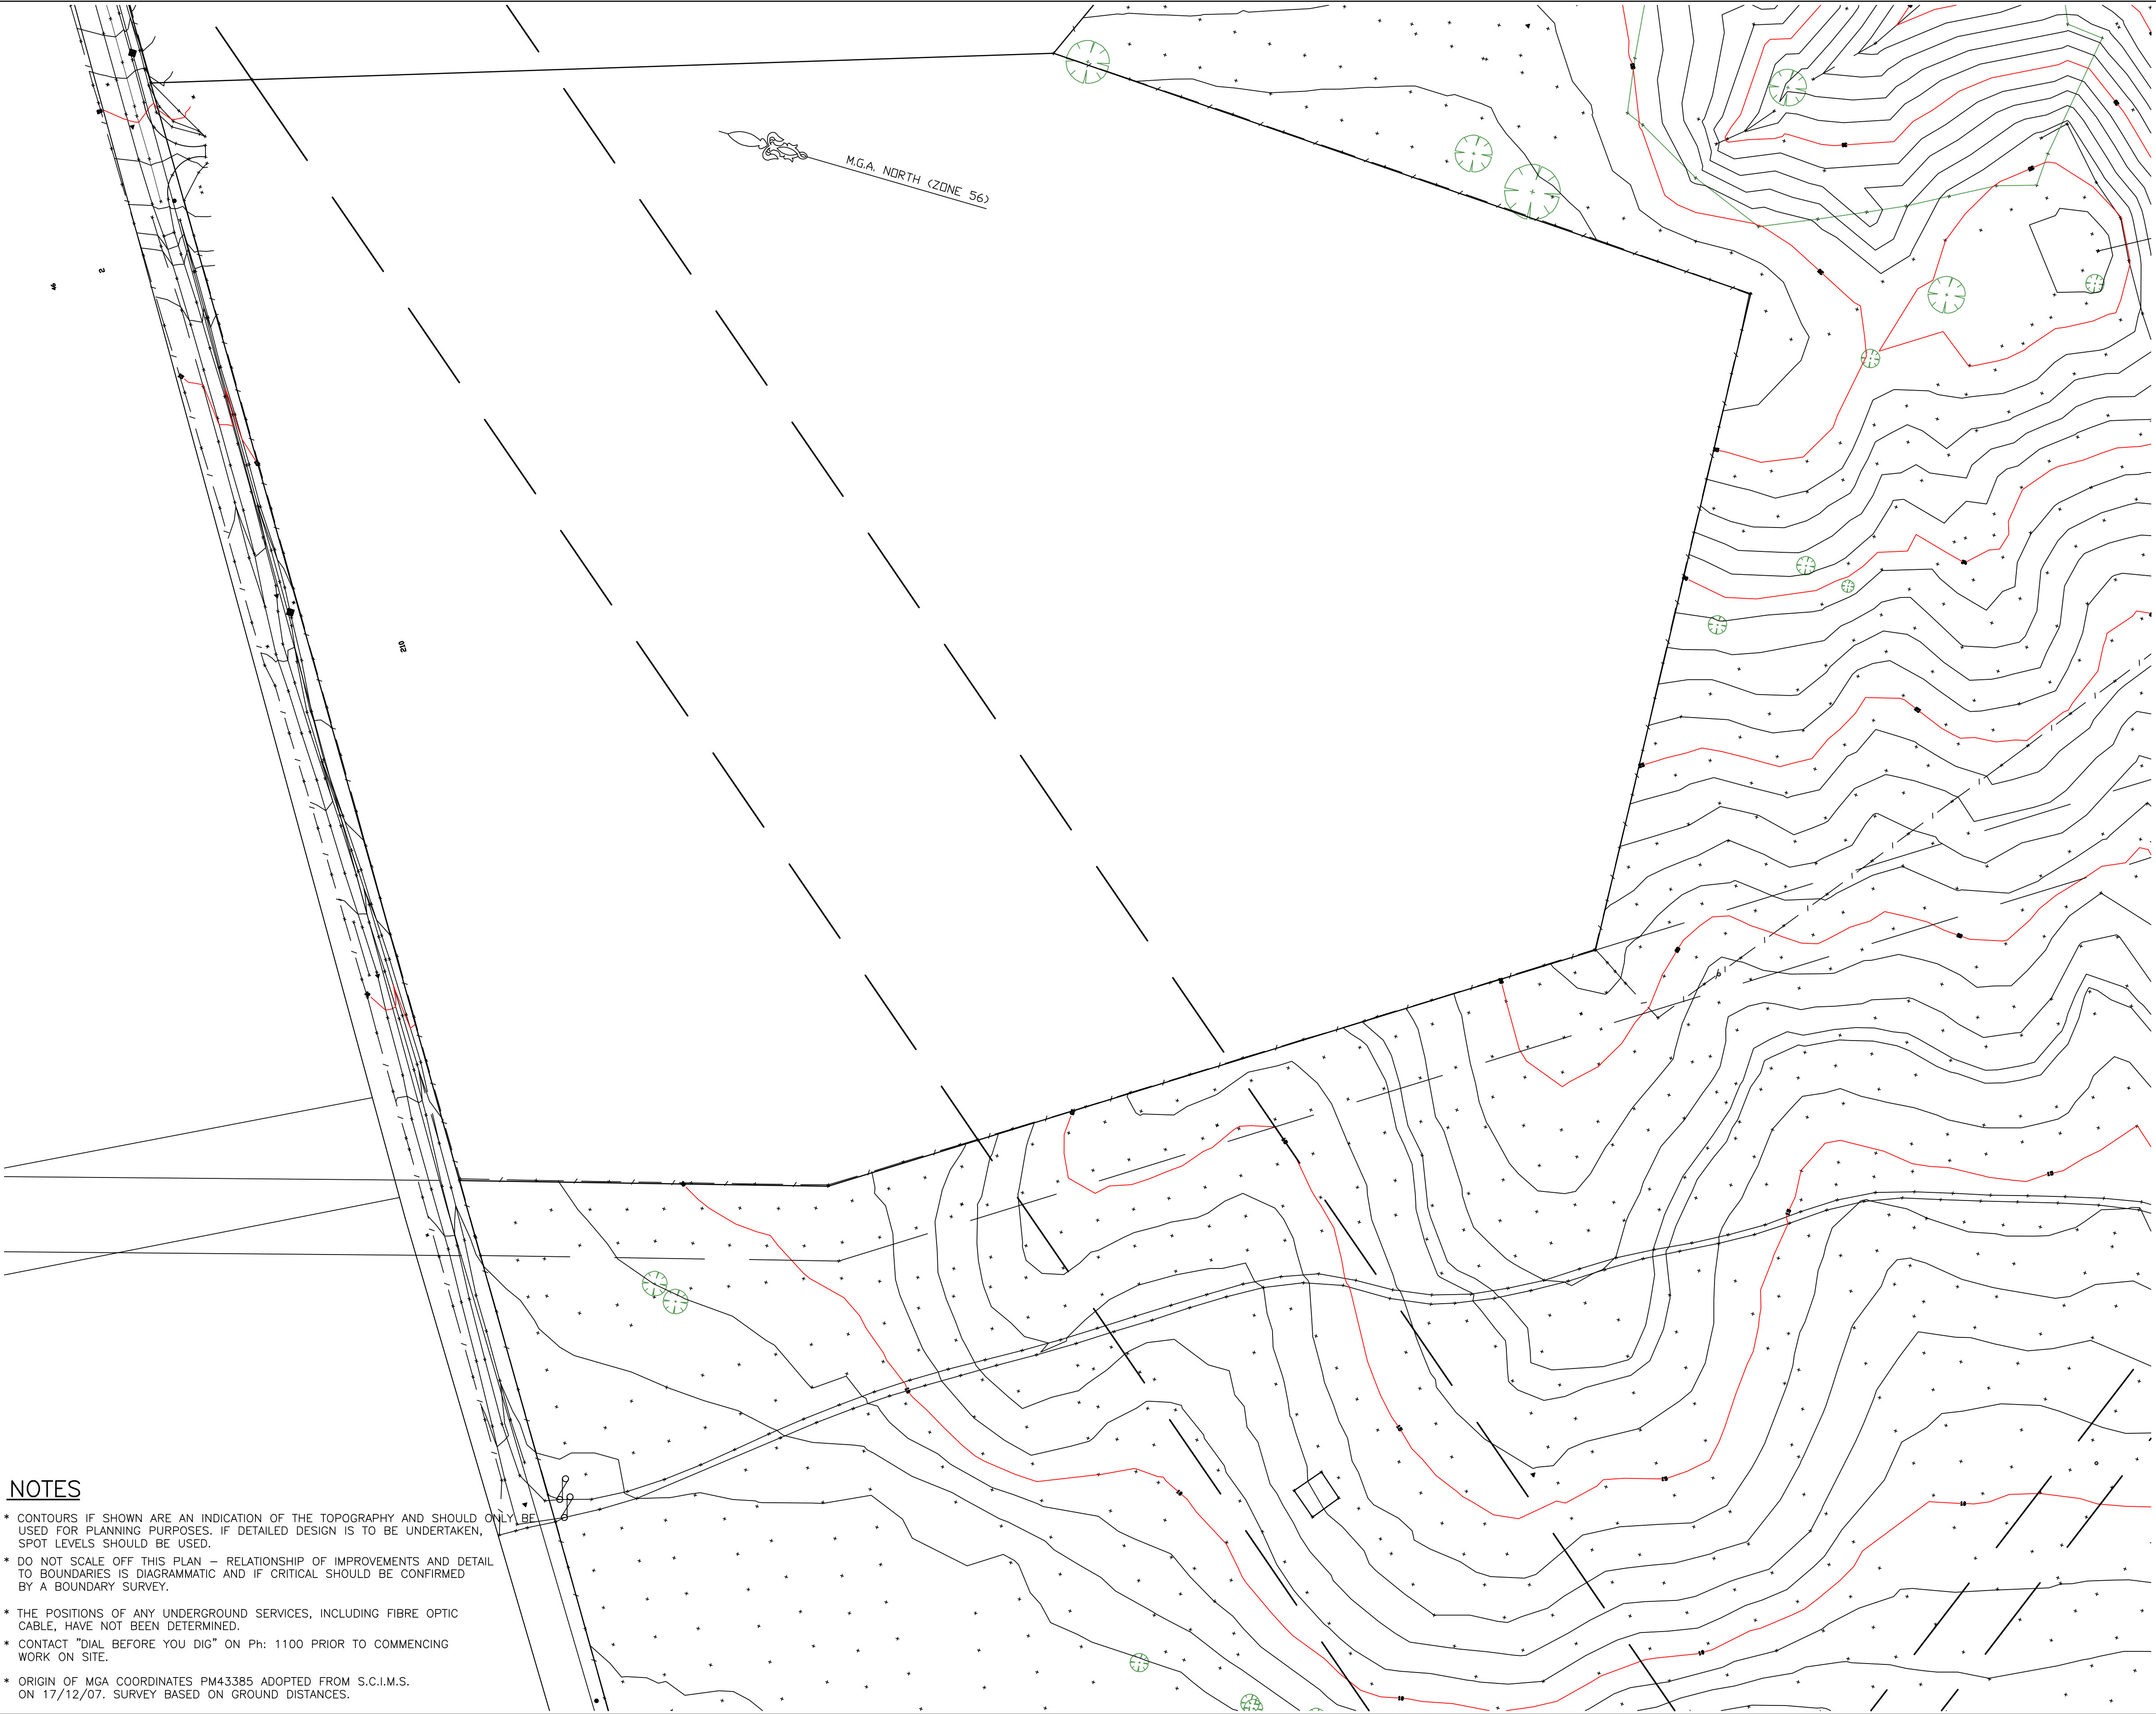 M.G.A. NORTH (ZONE 56)
2
210
NOTES
* CONTOURS IF SHOWN ARE AN INDICATION OF THE TOPOGRAPHY AND SHOULD ONLY BE
USED FOR PLANNING PURPOSES. IF DETAILED DESIGN IS TO BE UNDERTAKEN,
SPOT LEVELS SHOULD BE USED.
* DO NOT SCALE OFF THIS PLAN – RELATIONSHIP OF IMPROVEMENTS AND DETAIL
TO BOUNDARIES IS DIAGRAMMATIC AND IF CRITICAL SHOULD BE CONFIRMED
BY A BOUNDARY SURVEY.
* THE POSITIONS OF ANY UNDERGROUND SERVICES, INCLUDING FIBRE OPTIC
CABLE, HAVE NOT BEEN DETERMINED.
* CONTACT "DIAL BEFORE YOU DIG" ON Ph: 1100 PRIOR TO COMMENCING
WORK ON SITE.
* ORIGIN OF MGA COORDINATES PM43385 ADOPTED FROM S.C.I.M.S.
ON 17/12/07. SURVEY BASED ON GROUND DISTANCES.